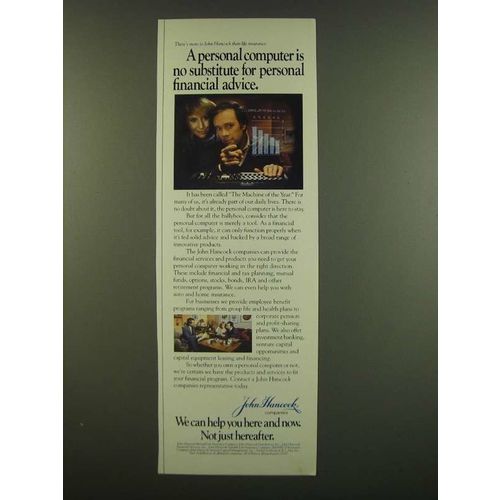 There's more to John Hancock than life insurance.
A personal computer is
no substitute for personal
financial advice.
It has been called "The Machine of the Year." For
many of us, it's already part of our daily lives. There is
no doubt about it, the personal computer is here to stay.
But for all the ballyhoo, consider that the
personal computer is merely a tool. As a financial
tool, for example, it can only function properly when
it's fed solid advice and backed by a broad range of
innovative products.
The John Hancock companies can provide the
financial services and products you need to get your
personal computer working in the right direction.
These include financial and tax planning, mutual
funds, options, stocks, bonds, IRA and other
retirement programs. We can even help you with
auto and home insurance.
For businesses we provide employee benefit
programs ranging from group life and health plans to
corporate pension
and profit-sharing
plans. We also offer
investment banking,
venture capital
opportunities and
capital equipment leasing and financing.
So whether you own a personal computer or not,
we're certain we have the products and services to fit
your financial program. Contact a John Hancock
companies representative today.
John Hancock
companies
We can help you here and now.
Not just hereafter.